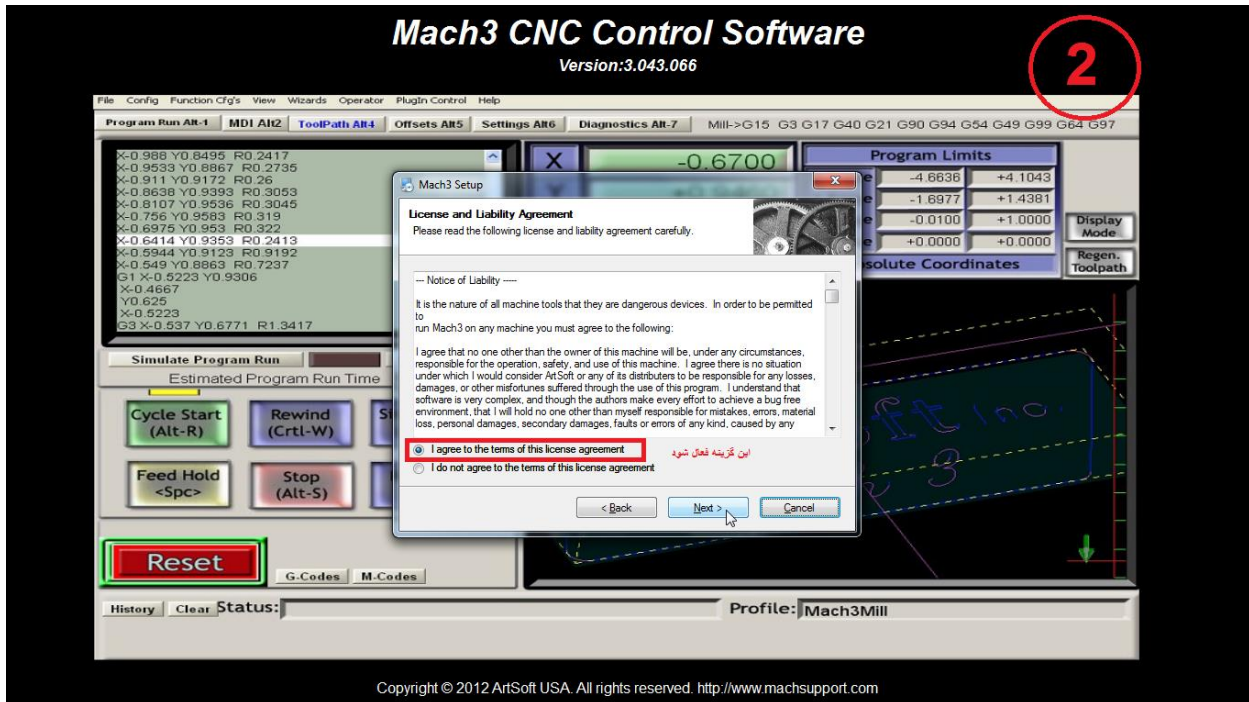 Mach3 CNC Control Software
Version:3.043.066
2
File Config Function Cfg's View Wizards Operator PlugIn Control Help
Program Run Alt-1 MDI Alt2 ToolPath Alt4 Offsets Alt5 Settings Alt6 Diagnostics Alt-7 Mill->G15 G3 G17 G40 G21 G90 G94 G54 G49 G99 G64 G97
X-0.988 Y0.8495 R0.2417
X-0.9533 Y0.8867 R0.2735
X-0.911 Y0.9172 R0.26
X-0.8638 Y0.9393 R0.3053
X-0.8107 Y0.9536 R0.3045
X-0.756 Y0.9583 R0.319
X-0.6975 Y0.953 R0.322
X-0.6414 Y0.9353 R0.2413
X-0.5944 Y0.9123 R0.9192
X-0.549 Y0.8863 R0.7237
G1 X-0.5223 Y0.9306
X-0.4667
Y0.625
X-0.5223
G3 X-0.537 Y0.6771 R1.3417
X -0.6700
Program Limits
-4.6636 +4.1043
-1.6977 +1.4381
-0.0100 +1.0000
+0.0000 +0.0000
Display
Mode
Regen.
Toolpath
solute Coordinates
Mach3 Setup
License and Liability Agreement
Please read the following license and liability agreement carefully.
--- Notice of Liability -----
It is the nature of all machine tools that they are dangerous devices. In order to be permitted
to
run Mach3 on any machine you must agree to the following:
I agree that no one other than the owner of this machine will be, under any circumstances,
responsible for the operation, safety, and use of this machine. I agree there is no situation
under which I would consider ArtSoft or any of its distributers to be responsible for any losses,
damages, or other misfortunes suffered through the use of this program. I understand that
software is very complex, and though the authors make every effort to achieve a bug free
environment, that I will hold no one other than myself responsible for mistakes, errors, material
loss, personal damages, secondary damages, faults or errors of any kind, caused by any
I agree to the terms of this license agreement
این گزینه فعال شود
I do not agree to the terms of this license agreement
< Back Next > Cancel
Simulate Program Run
Estimated Program Run Time
Cycle Start
(Alt-R)
Rewind
(Crtl-W)
Feed Hold
<Spc>
Stop
(Alt-S)
Reset
G-Codes M-Codes
History Clear Status: Profile: Mach3Mill
Copyright © 2012 ArtSoft USA. All rights reserved. http://www.machsupport.com